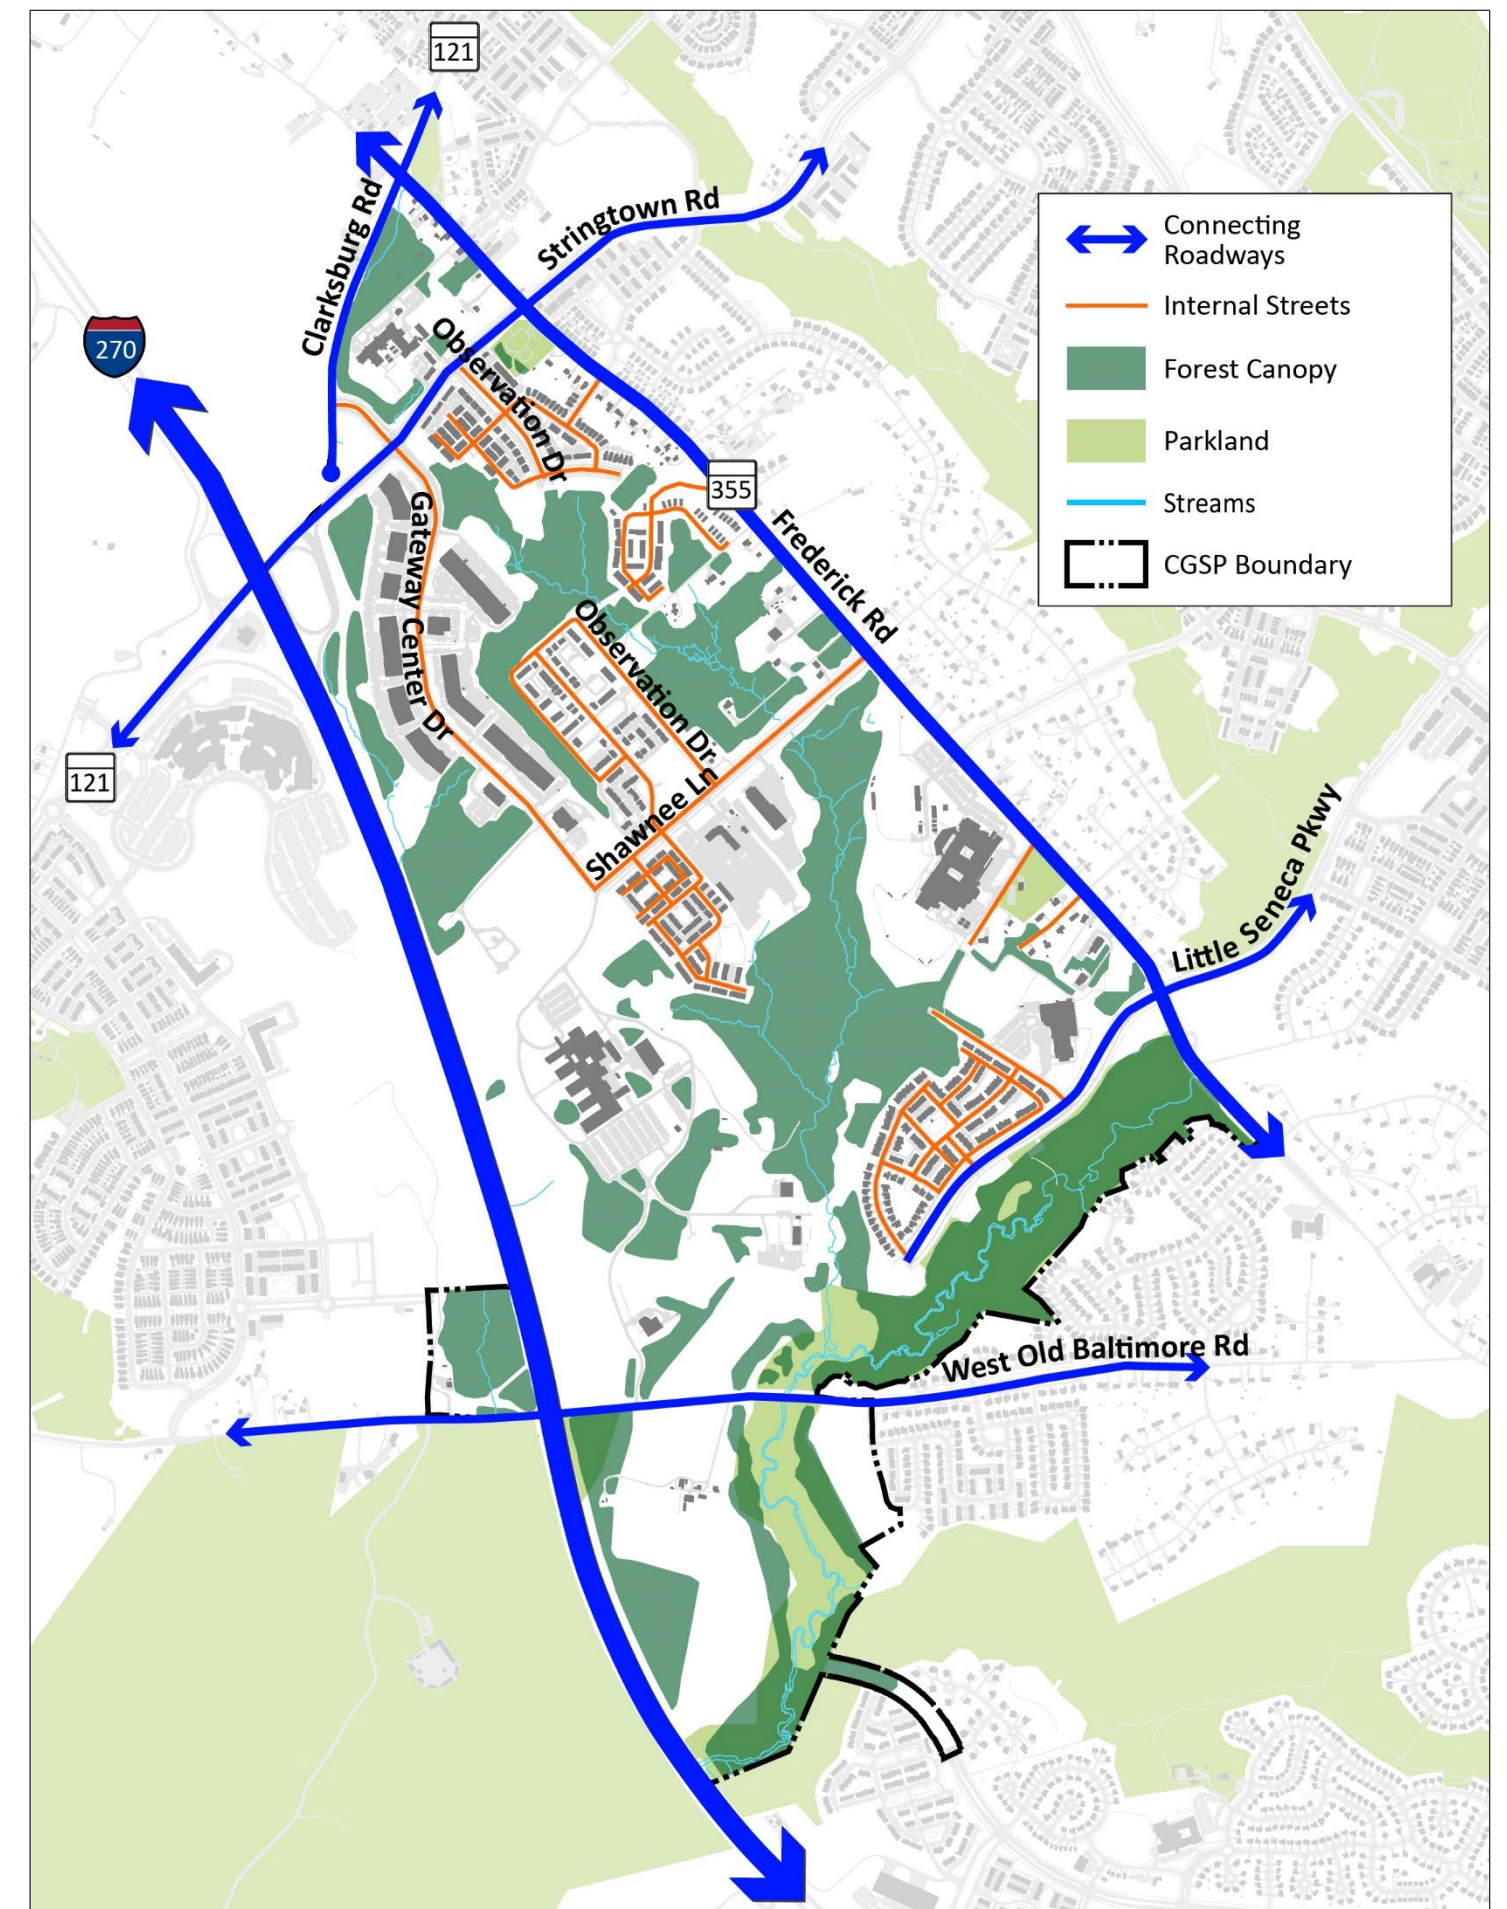 121
Clarksburg Rd
Stringtown Rd
Connecting
Roadways
Internal Streets
Forest Canopy
Parkland
Streams
CGSP Boundary
270
Observation Dr
355
Gateway Center Dr
Frederick Rd
Observation Dr
121
Shawnee Ln
Little Seneca Pkwy
West Old Baltimore Rd